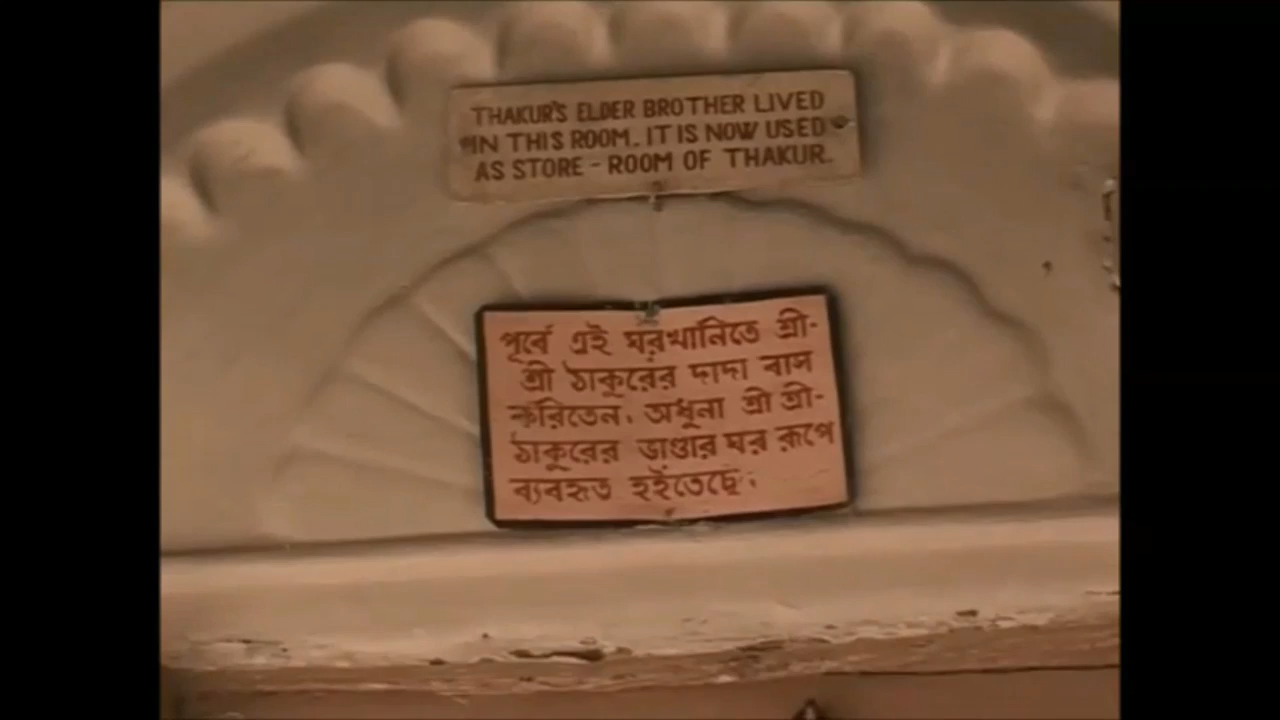 THAKUR'S ELDER BROTHER LIVED
IN THIS ROOM. IT IS NOW USED
AS STORE - ROOM OF THAKUR.
পূর্বে এই ঘরখানিতে শ্রী-
শ্রী ঠাকুরের দাদা বাস
করিতেন. অধুনা শ্রী শ্রী-
ঠাকুরের ভাণ্ডার ঘর রূপে
ব্যবহৃত হইতেছে.